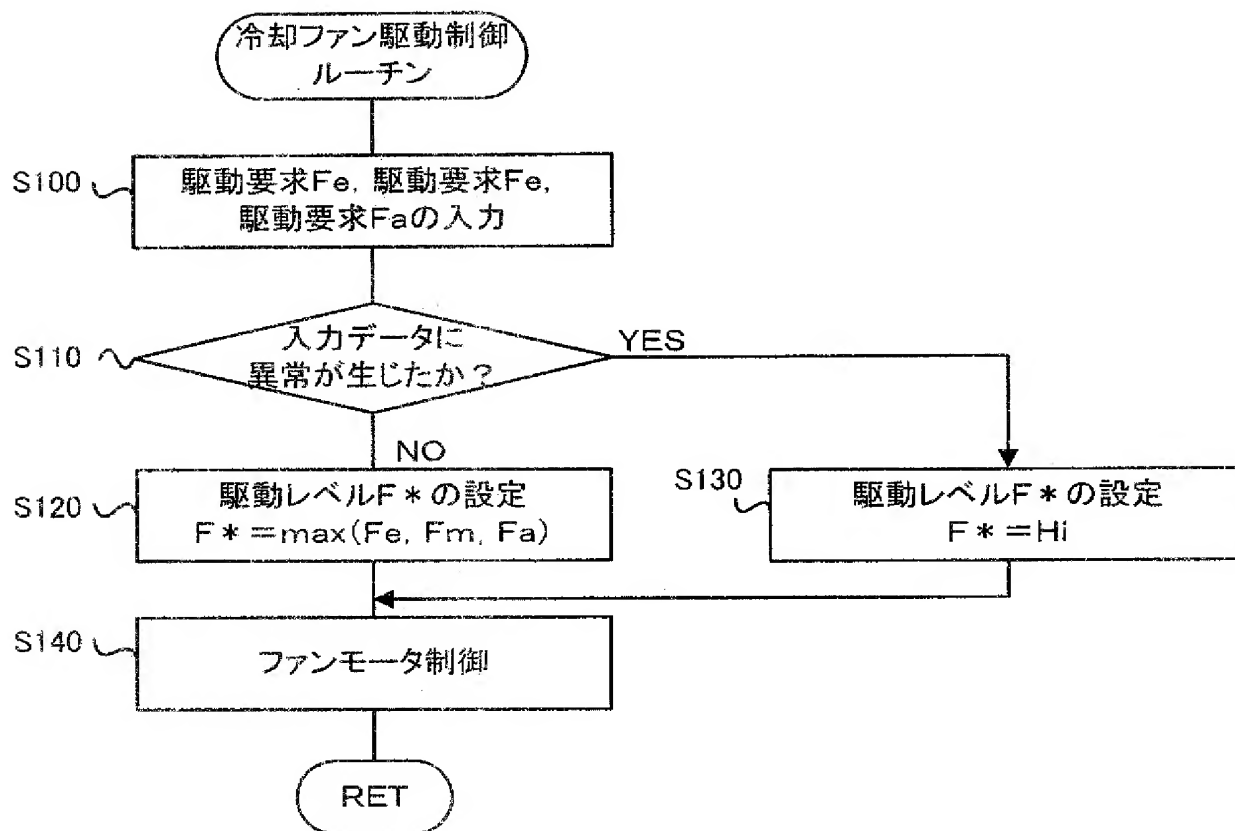 冷却ファン駆動制御
ルーチン
S100
駆動要求Fe, 駆動要求Fe,
駆動要求Faの入力
S110
入力データに
異常が生じたか？
YES
NO
S120
駆動レベルF*の設定
F*=max(Fe, Fm, Fa)
S130
駆動レベルF*の設定
F*=Hi
S140
ファンモータ制御
RET